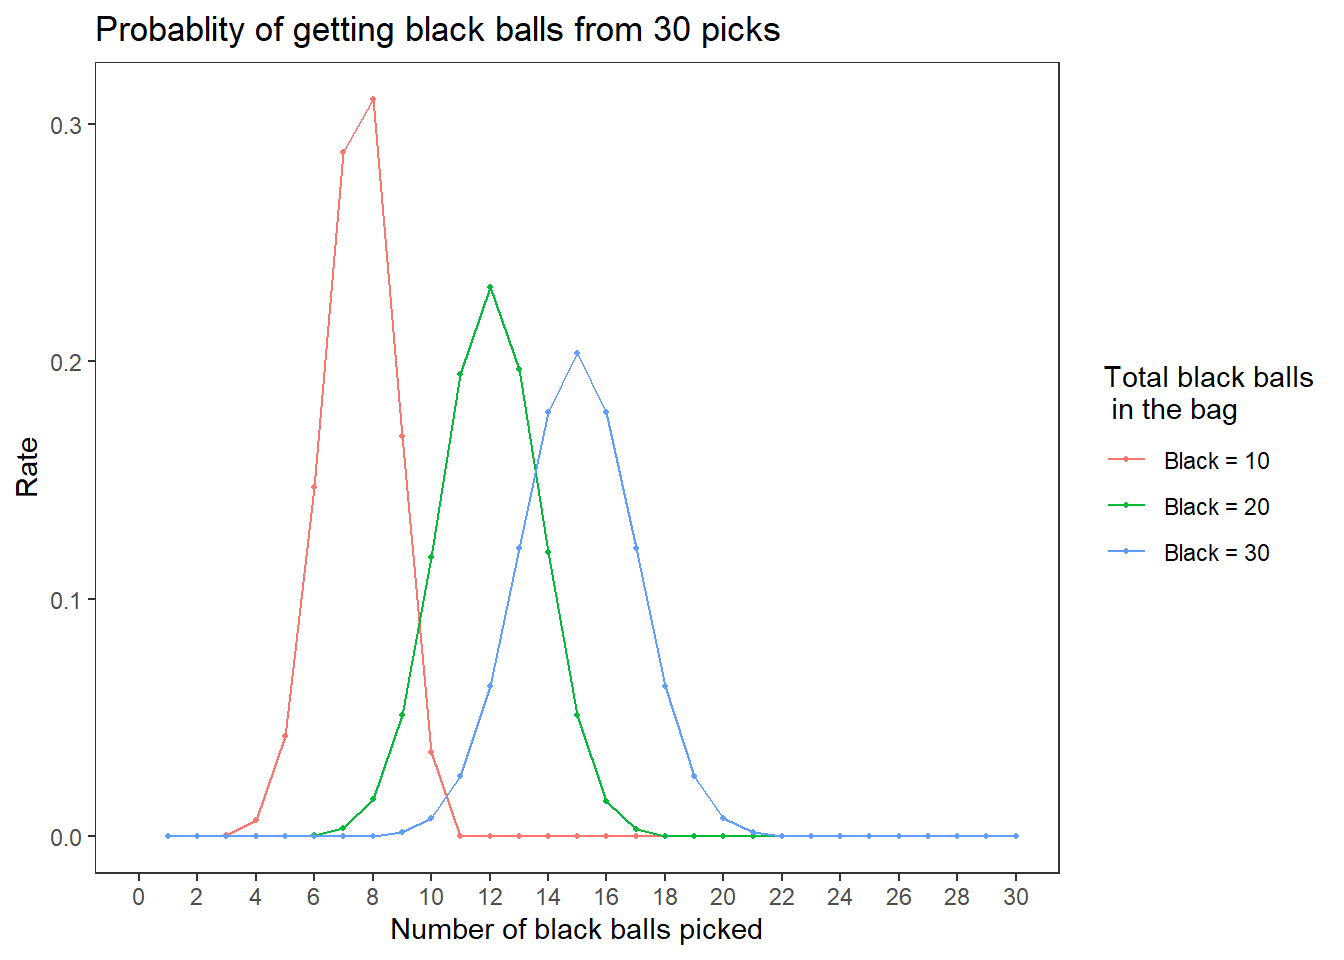 Probablity of getting black balls from 30 picks
0.3
0.2
0.1
0.0
Rate
0 2 4 6 8 10 12 14 16 18 20 22 24 26 28 30
Number of black balls picked
Total black balls
in the bag
Black = 10
Black = 20
Black = 30